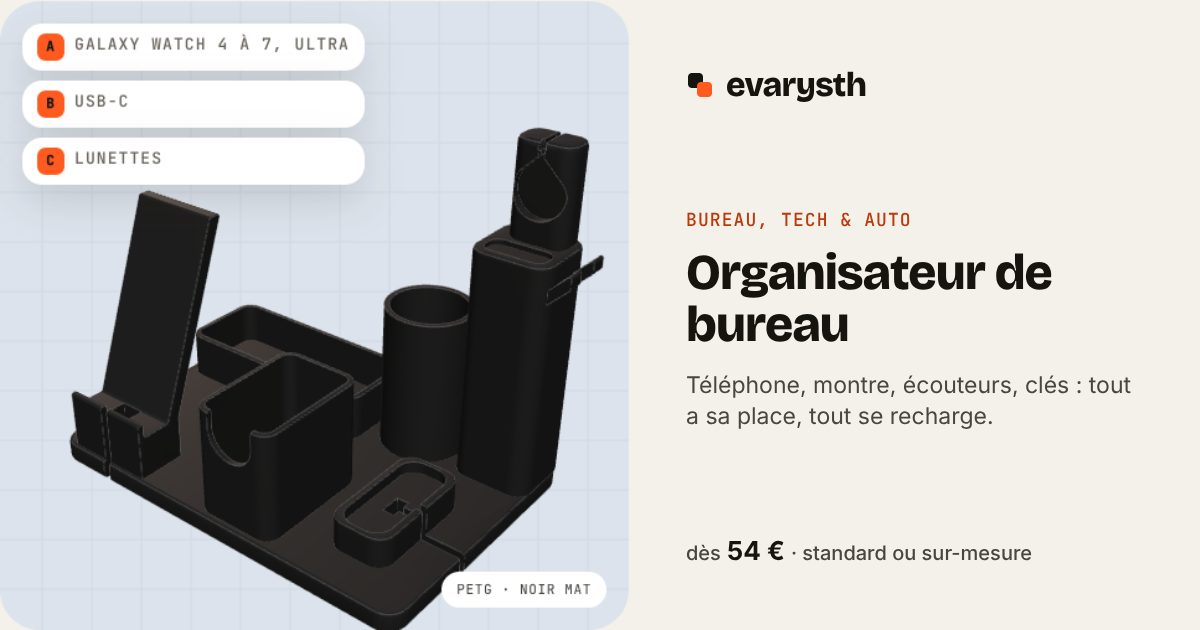 A GALAXY WATCH 4 À 7, ULTRA
B USB-C
C LUNETTES
PETG · NOIR MAT
evarysth
BUREAU, TECH & AUTO
Organisateur de
bureau
Téléphone, montre, écouteurs, clés : tout
a sa place, tout se recharge.
dès 54 € · standard ou sur-mesure